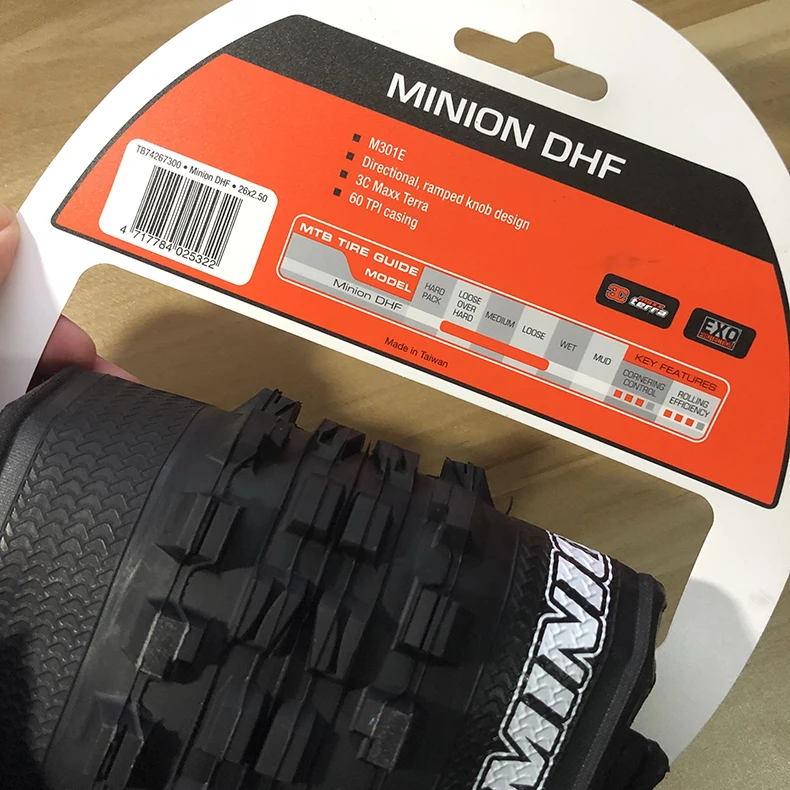 MINION DHF
M301E
Directional, ramped knob design
3C Maxx Terra
60 TPI casing
TB74267300 • Minion DHF • 26x2.50
4 717784 025322
MTB TIRE GUIDE
MODEL
HARD PACK
LOOSE OVER HARD
MEDIUM
LOOSE
WET
MUD
KEY FEATURES
CORNERING CONTROL
ROLLING EFFICIENCY
Minion DHF
Made in Taiwan
3C maxx terra
EXO
MINIO